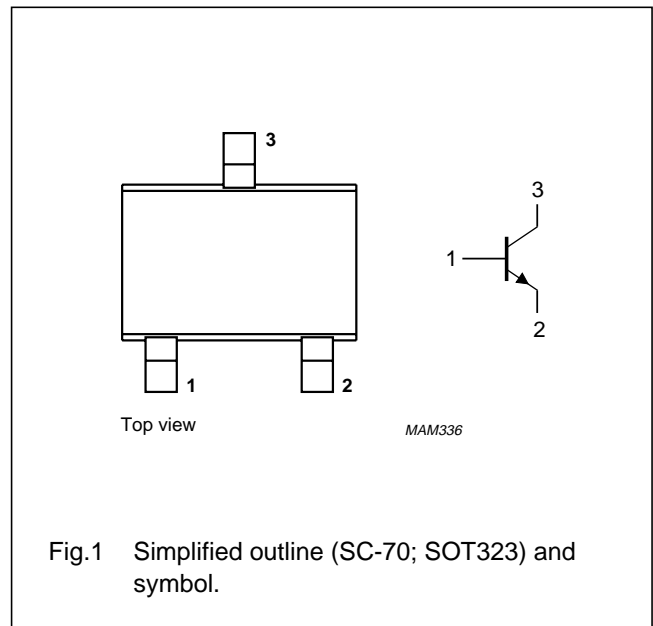 3
1
2
Top view
MAM336
3
1
2
Fig.1 Simplified outline (SC-70; SOT323) and
symbol.